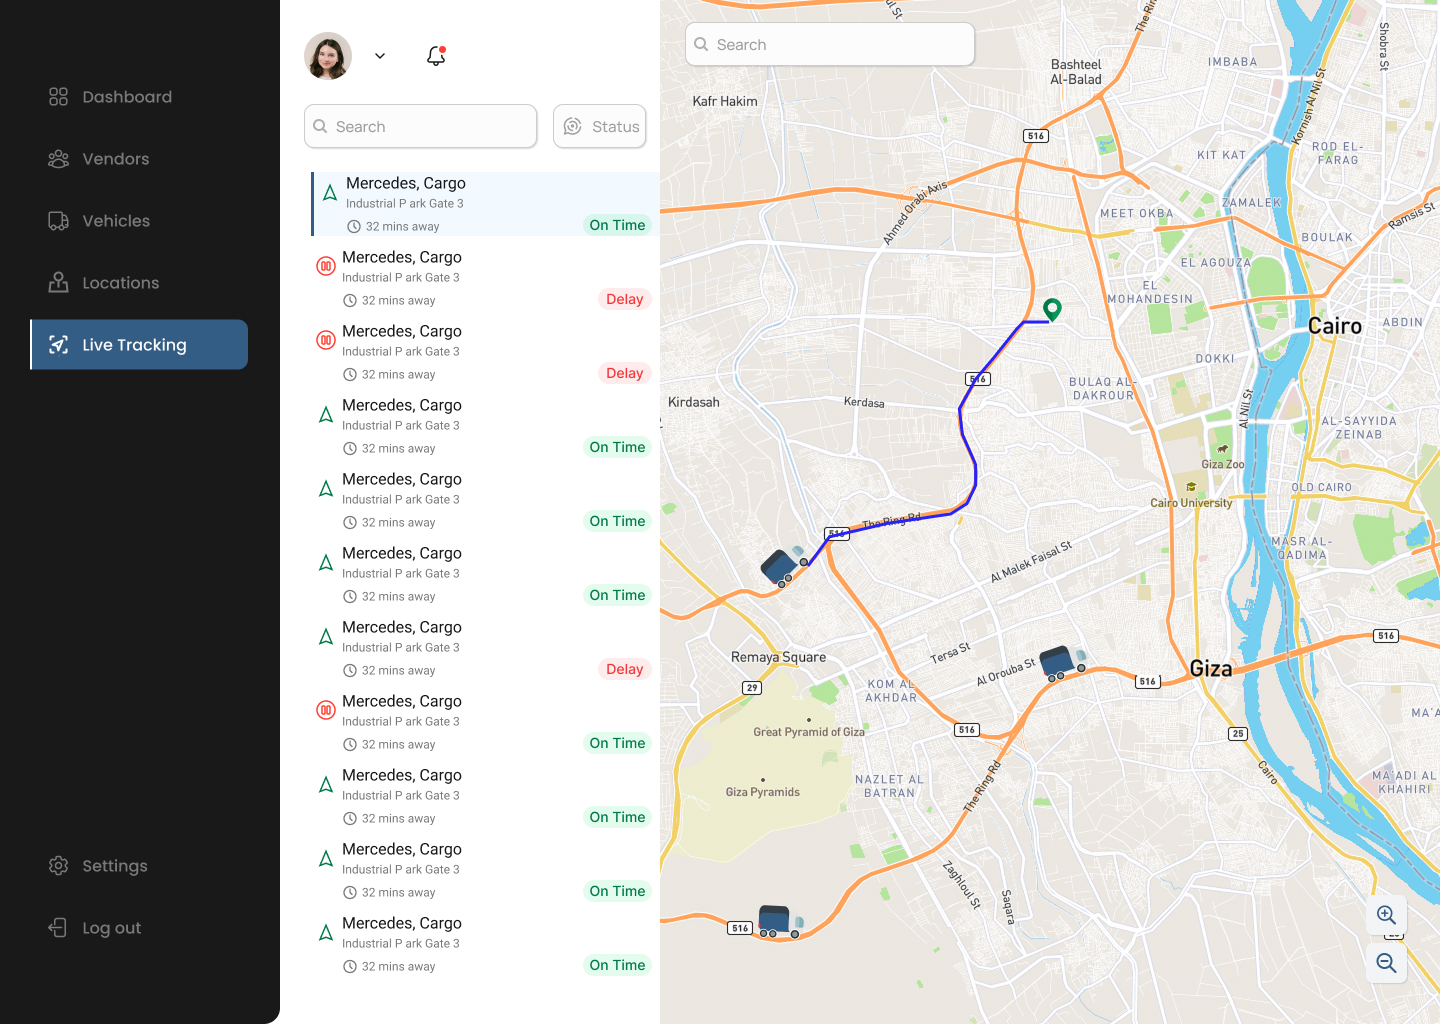 Dashboard
Vendors
Vehicles
Locations
Live Tracking
Settings
Log out
Search
Status
Mercedes, Cargo
Industrial P ark Gate 3
32 mins away
On Time
Mercedes, Cargo
Industrial P ark Gate 3
32 mins away
Delay
Mercedes, Cargo
Industrial P ark Gate 3
32 mins away
Delay
Mercedes, Cargo
Industrial P ark Gate 3
32 mins away
On Time
Mercedes, Cargo
Industrial P ark Gate 3
32 mins away
On Time
Mercedes, Cargo
Industrial P ark Gate 3
32 mins away
On Time
Mercedes, Cargo
Industrial P ark Gate 3
32 mins away
Delay
Mercedes, Cargo
Industrial P ark Gate 3
32 mins away
On Time
Mercedes, Cargo
Industrial P ark Gate 3
32 mins away
On Time
Mercedes, Cargo
Industrial P ark Gate 3
32 mins away
On Time
Mercedes, Cargo
Industrial P ark Gate 3
32 mins away
On Time
Search
The Ring
Shobra St
Bashteel
Al-Balad
IMBABA
Kafr Hakim
Kornish Al Nil St
516
KIT KAT
ROD EL-
FARAG
Ahmed Orabi Axis
ZAMALEK
MEET OKBA
Ramsis St
BOULAK
EL AGOUZA
EL
MOHANDESIN
Cairo
ABDIN
DOKKI
516
BULAQ AL-
DAKROUR
Kirdasah
Kerdasa
Al Nil St
AL-SAYYIDA
ZEINAB
Giza Zoo
OLD CAIRO
Cairo University
The Ring Rd
516
MASR AL-
QADIMA
Al Malek Faisal St
516
Tersa St
Remaya Square
Al Orouba St
Giza
29
516
KOM AL
AKHDAR
MA'A
Great Pyramid of Giza
516
25
Cairo
NAZLET AL
BATRAN
The Ring Rd
MA'ADI AL
KHAHIRI
Giza Pyramids
Zaghloul St
Saqara
516